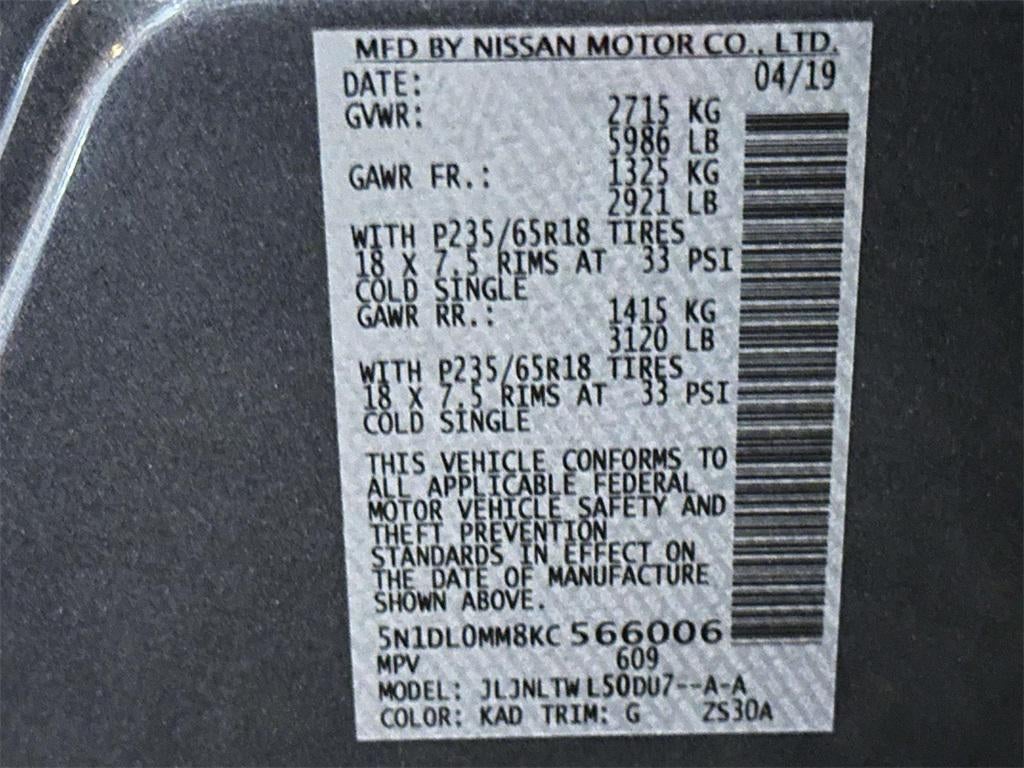 MFD BY NISSAN MOTOR CO., LTD.
DATE: 04/19
GVWR: 2715 KG
5986 LB
GAWR FR.: 1325 KG
2921 LB
WITH P235/65R18 TIRES
18 X 7.5 RIMS AT 33 PSI
COLD SINGLE
GAWR RR.: 1415 KG
3120 LB
WITH P235/65R18 TIRES
18 X 7.5 RIMS AT 33 PSI
COLD SINGLE
THIS VEHICLE CONFORMS TO
ALL APPLICABLE FEDERAL
MOTOR VEHICLE SAFETY AND
THEFT PREVENTION
STANDARDS IN EFFECT ON
THE DATE OF MANUFACTURE
SHOWN ABOVE.
5N1DL0MM8KC 566006
MPV 609
MODEL: JLJNLTW L50DU7--A-A
COLOR: KAD TRIM: G ZS30A